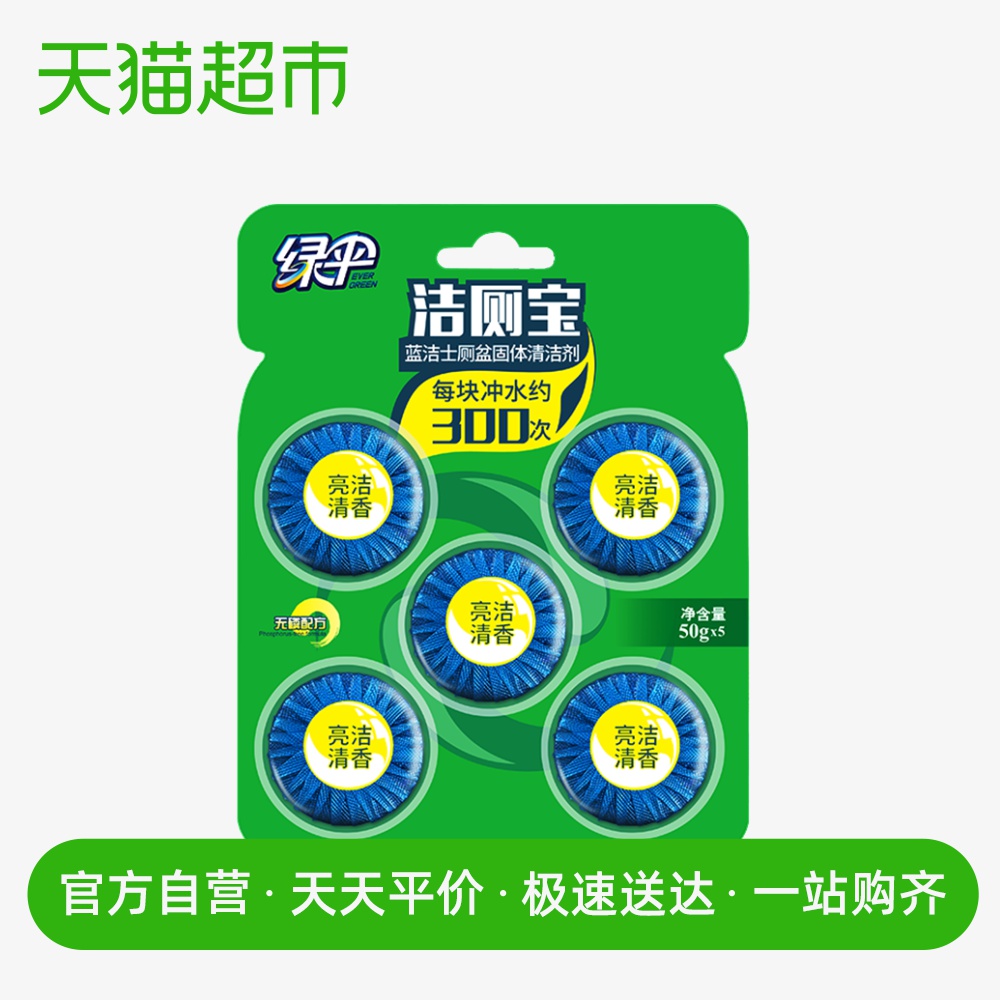 天猫超市
绿伞
EVER
GREEN
洁厕宝
蓝洁士厕盆固体清洁剂
每块冲水约
300次
亮洁
清香
亮洁
清香
亮洁
清香
无磷配方
净含量
50gx5
亮洁
清香
亮洁
清香
官方自营·天天平价·极速送达·一站购齐